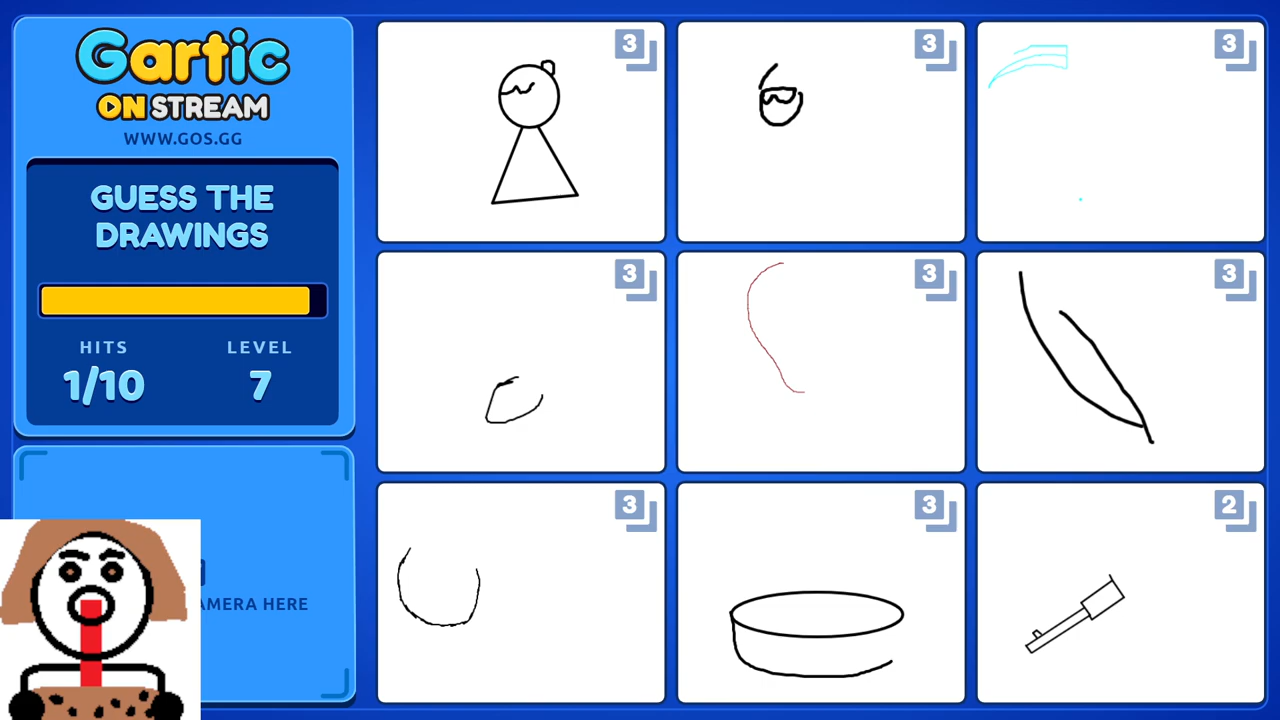 Gartic
ON STREAM
WWW.GOS.GG
GUESS THE
DRAWINGS
HITS
LEVEL
1/10
7
AMERA HERE
3
3
3
3
3
3
3
3
2